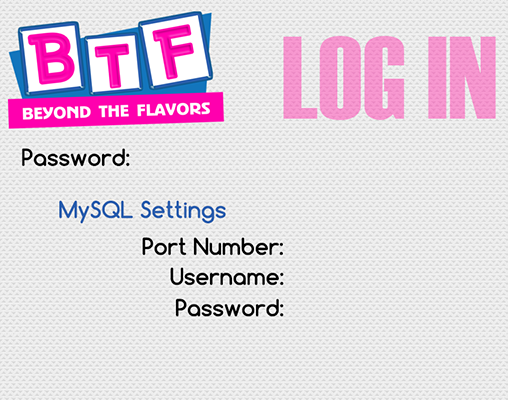 BTF
BEYOND THE FLAVORS
LOG IN
Password:
MySQL Settings
Port Number:
Username:
Password: